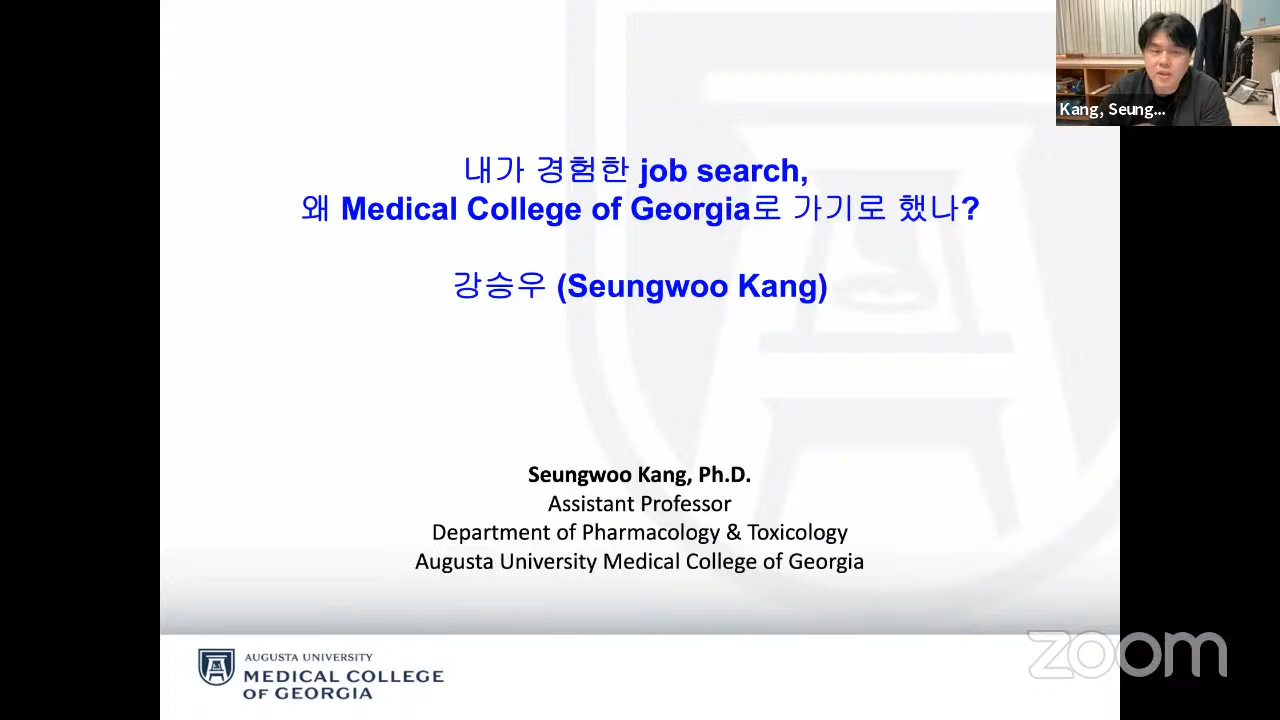 Kang, Seung...
내가 경험한 job search,
왜 Medical College of Georgia로 가기로 했나?
강승우 (Seungwoo Kang)
Seungwoo Kang, Ph.D.
Assistant Professor
Department of Pharmacology & Toxicology
Augusta University Medical College of Georgia
AUGUSTA UNIVERSITY
MEDICAL COLLEGE
OF GEORGIA
zoom